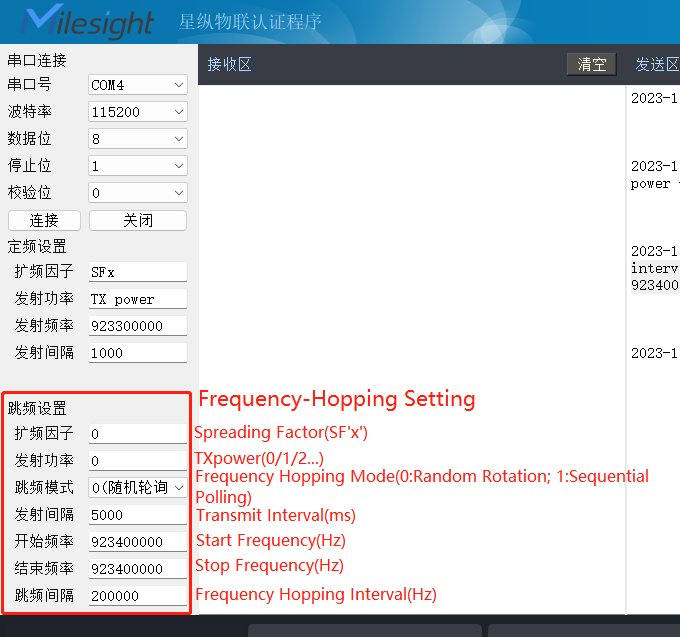 Milesight 星纵物联认证程序
串口连接
接收区 清空 发送区
串口号 COM4
波特率 115200
数据位 8
停止位 1
校验位 0
连接 关闭
定频设置
扩频因子 SFx
发射功率 TX power
发射频率 923300000
发射间隔 1000
2023-1
2023-1
power
2023-1
interv
923400
2023-1
跳频设置 Frequency-Hopping Setting
扩频因子 0 Spreading Factor(SF'x')
发射功率 0 TXpower(0/1/2...)
跳频模式 0(随机轮询 Frequency Hopping Mode(0:Random Rotation; 1:Sequential
Polling)
发射间隔 5000 Transmit Interval(ms)
开始频率 923400000 Start Frequency(Hz)
结束频率 923400000 Stop Frequency(Hz)
跳频间隔 200000 Frequency Hopping Interval(Hz)